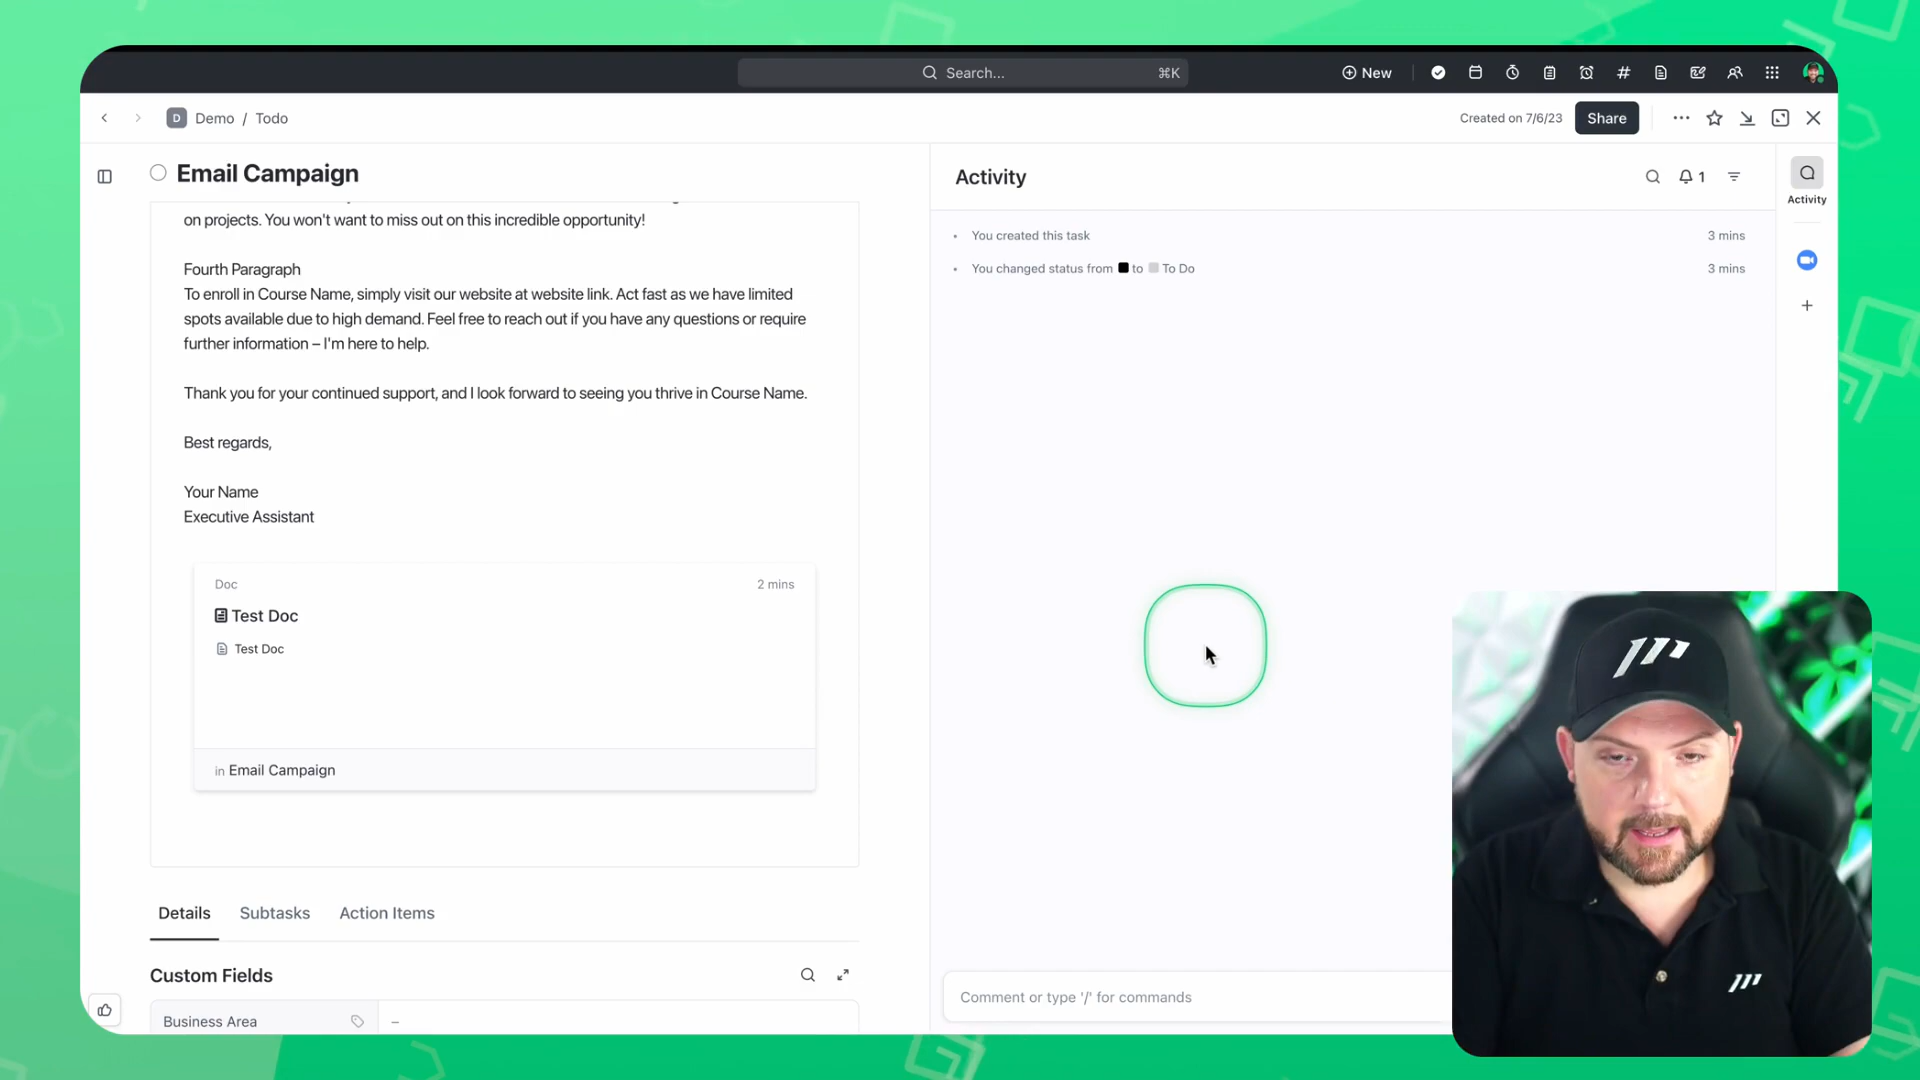 Search...
⌘K
New
D
Demo / Todo
Created on 7/6/23
Share
Email Campaign
on projects. You won't want to miss out on this incredible opportunity!
Fourth Paragraph
To enroll in Course Name, simply visit our website at website link. Act fast as we have limited
spots available due to high demand. Feel free to reach out if you have any questions or require
further information – I'm here to help.
Thank you for your continued support, and I look forward to seeing you thrive in Course Name.
Best regards,
Your Name
Executive Assistant
Doc
2 mins
Test Doc
Test Doc
in Email Campaign
Details
Subtasks
Action Items
Custom Fields
Business Area
–
Activity
1
You created this task
3 mins
You changed status from to To Do
3 mins
Comment or type '/' for commands
Activity